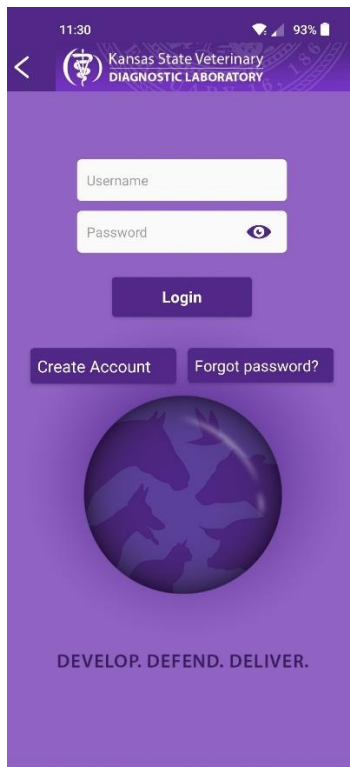 11:30
93%
Kansas State Veterinary
DIAGNOSTIC LABORATORY
Username
Password
Login
Create Account
Forgot password?
DEVELOP. DEFEND. DELIVER.